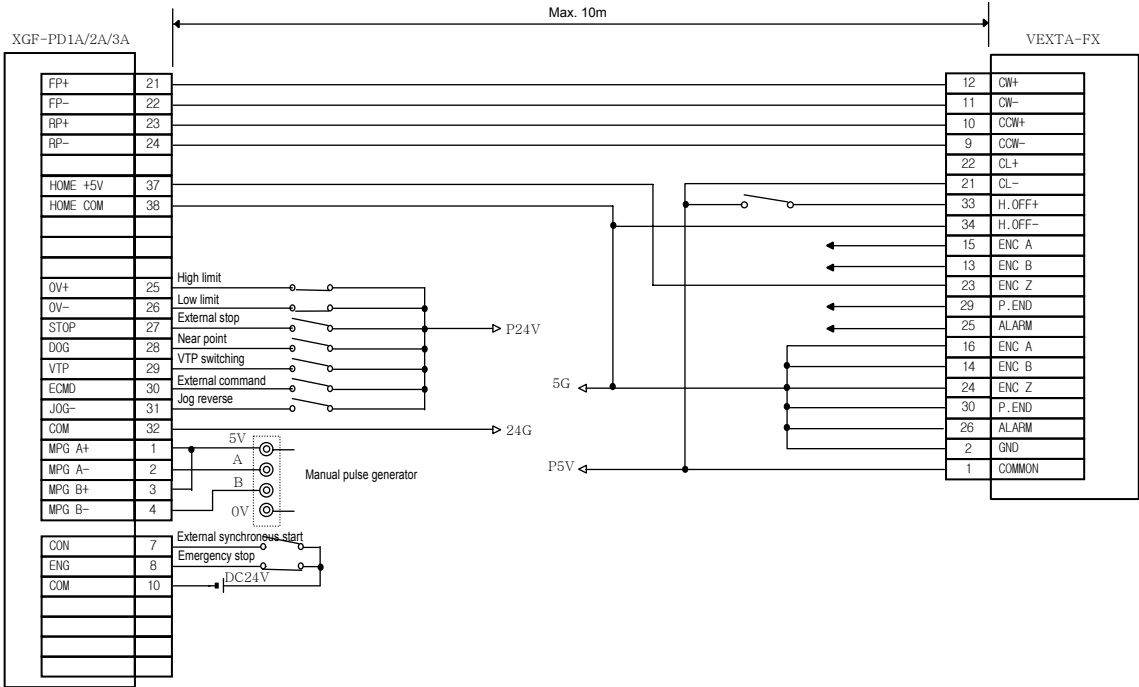 Max. 10m
XGF-PD1A/2A/3A
VEXTA-FX
FP+ 21
FP- 22
RP+ 23
RP- 24
HOME +5V 37
HOME COM 38
0V+ 25 High limit
0V- 26 Low limit
STOP 27 External stop
DOG 28 Near point
VTP 29 VTP switching
ECMD 30 External command
JOG- 31 Jog reverse
COM 32
P24V
24G
MPG A+ 1 5V
MPG A- 2 A
MPG B+ 3 B
MPG B- 4 0V
Manual pulse generator
CON 7 External synchronous start
ENG 8 Emergency stop
COM 10 DC24V
5G
P5V
12 CW+
11 CW-
10 CCW+
9 CCW-
22 CL+
21 CL-
33 H.OFF+
34 H.OFF-
15 ENC A
13 ENC B
23 ENC Z
29 P.END
25 ALARM
16 ENC A
14 ENC B
24 ENC Z
30 P.END
26 ALARM
2 GND
1 COMMON